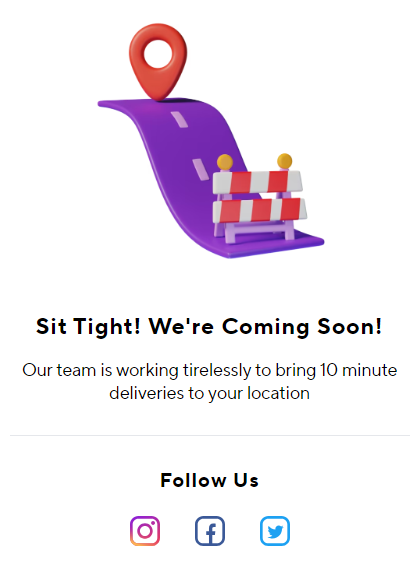 Sit Tight! We're Coming Soon!
Our team is working tirelessly to bring 10 minute
deliveries to your location
Follow Us